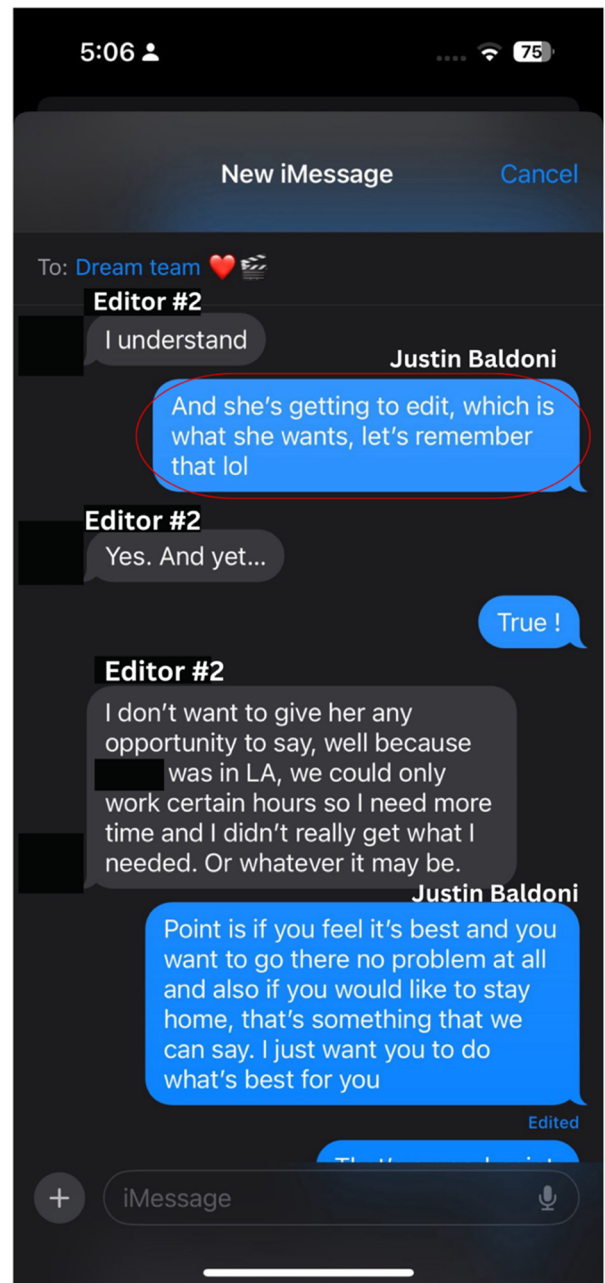 5:06
75
New iMessage
Cancel
To: Dream team ❤️🎬
Editor #2
I understand
Justin Baldoni
And she's getting to edit, which is
what she wants, let's remember
that lol
Editor #2
Yes. And yet...
True !
Editor #2
I don't want to give her any
opportunity to say, well because
was in LA, we could only
work certain hours so I need more
time and I didn't really get what I
needed. Or whatever it may be.
Justin Baldoni
Point is if you feel it's best and you
want to go there no problem at all
and also if you would like to stay
home, that's something that we
can say. I just want you to do
what's best for you
Edited
iMessage